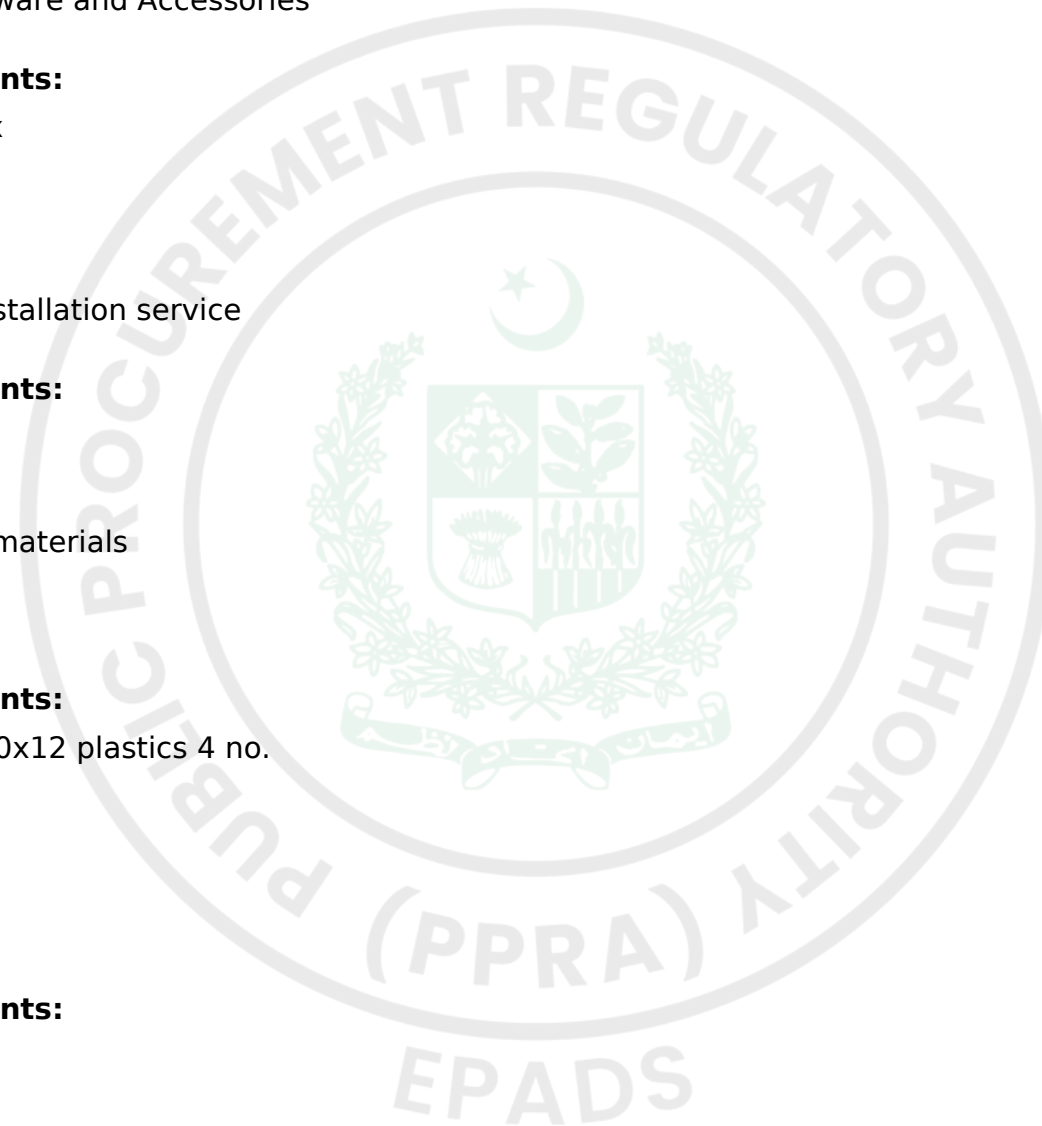 ware and Accessories
nts:
x
stallation service
nts:
materials
nts:
0x12 plastics 4 no.
nts:
PUBLIC PROCUREMENT REGULATORY AUTHORITY
(PPRA)
EPADS